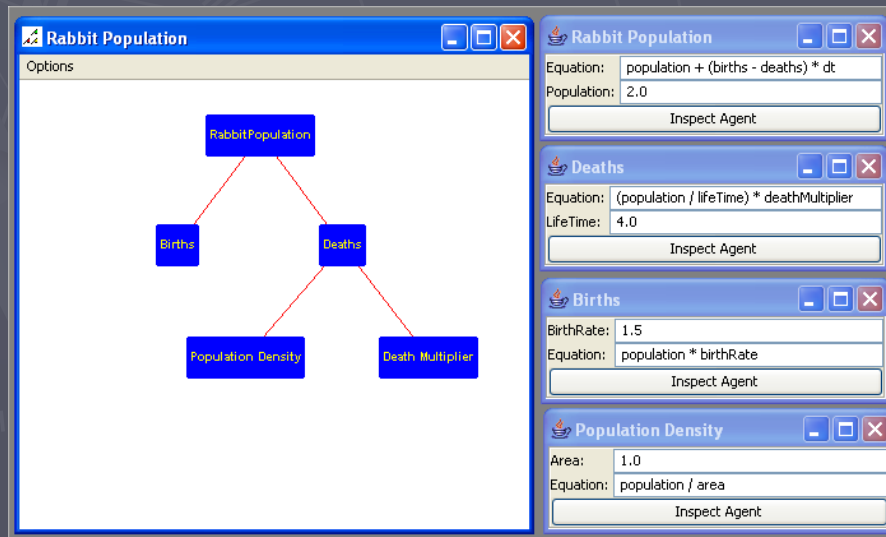 Rabbit Population
Options
RabbitPopulation
Births
Deaths
Population Density
Death Multiplier
Rabbit Population
Equation: population + (births - deaths) * dt
Population: 2.0
Inspect Agent
Deaths
Equation: (population / lifeTime) * deathMultiplier
LifeTime: 4.0
Inspect Agent
Births
BirthRate: 1.5
Equation: population * birthRate
Inspect Agent
Population Density
Area: 1.0
Equation: population / area
Inspect Agent